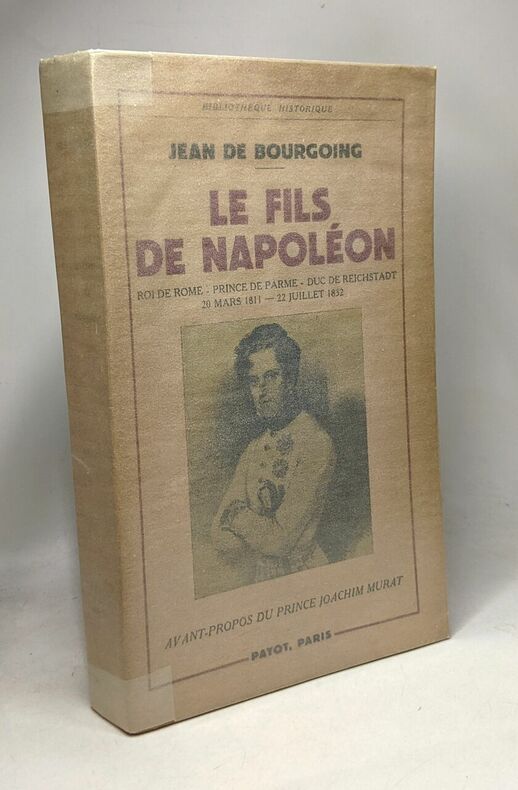 BIBLIOTHÈQUE HISTORIQUE
JEAN DE BOURGOING
LE FILS
DE NAPOLÉON
ROI DE ROME - PRINCE DE PARME - DUC DE REICHSTADT
20 MARS 1811 — 22 JUILLET 1832
AVANT-PROPOS DU PRINCE JOACHIM MURAT
PAYOT, PARIS